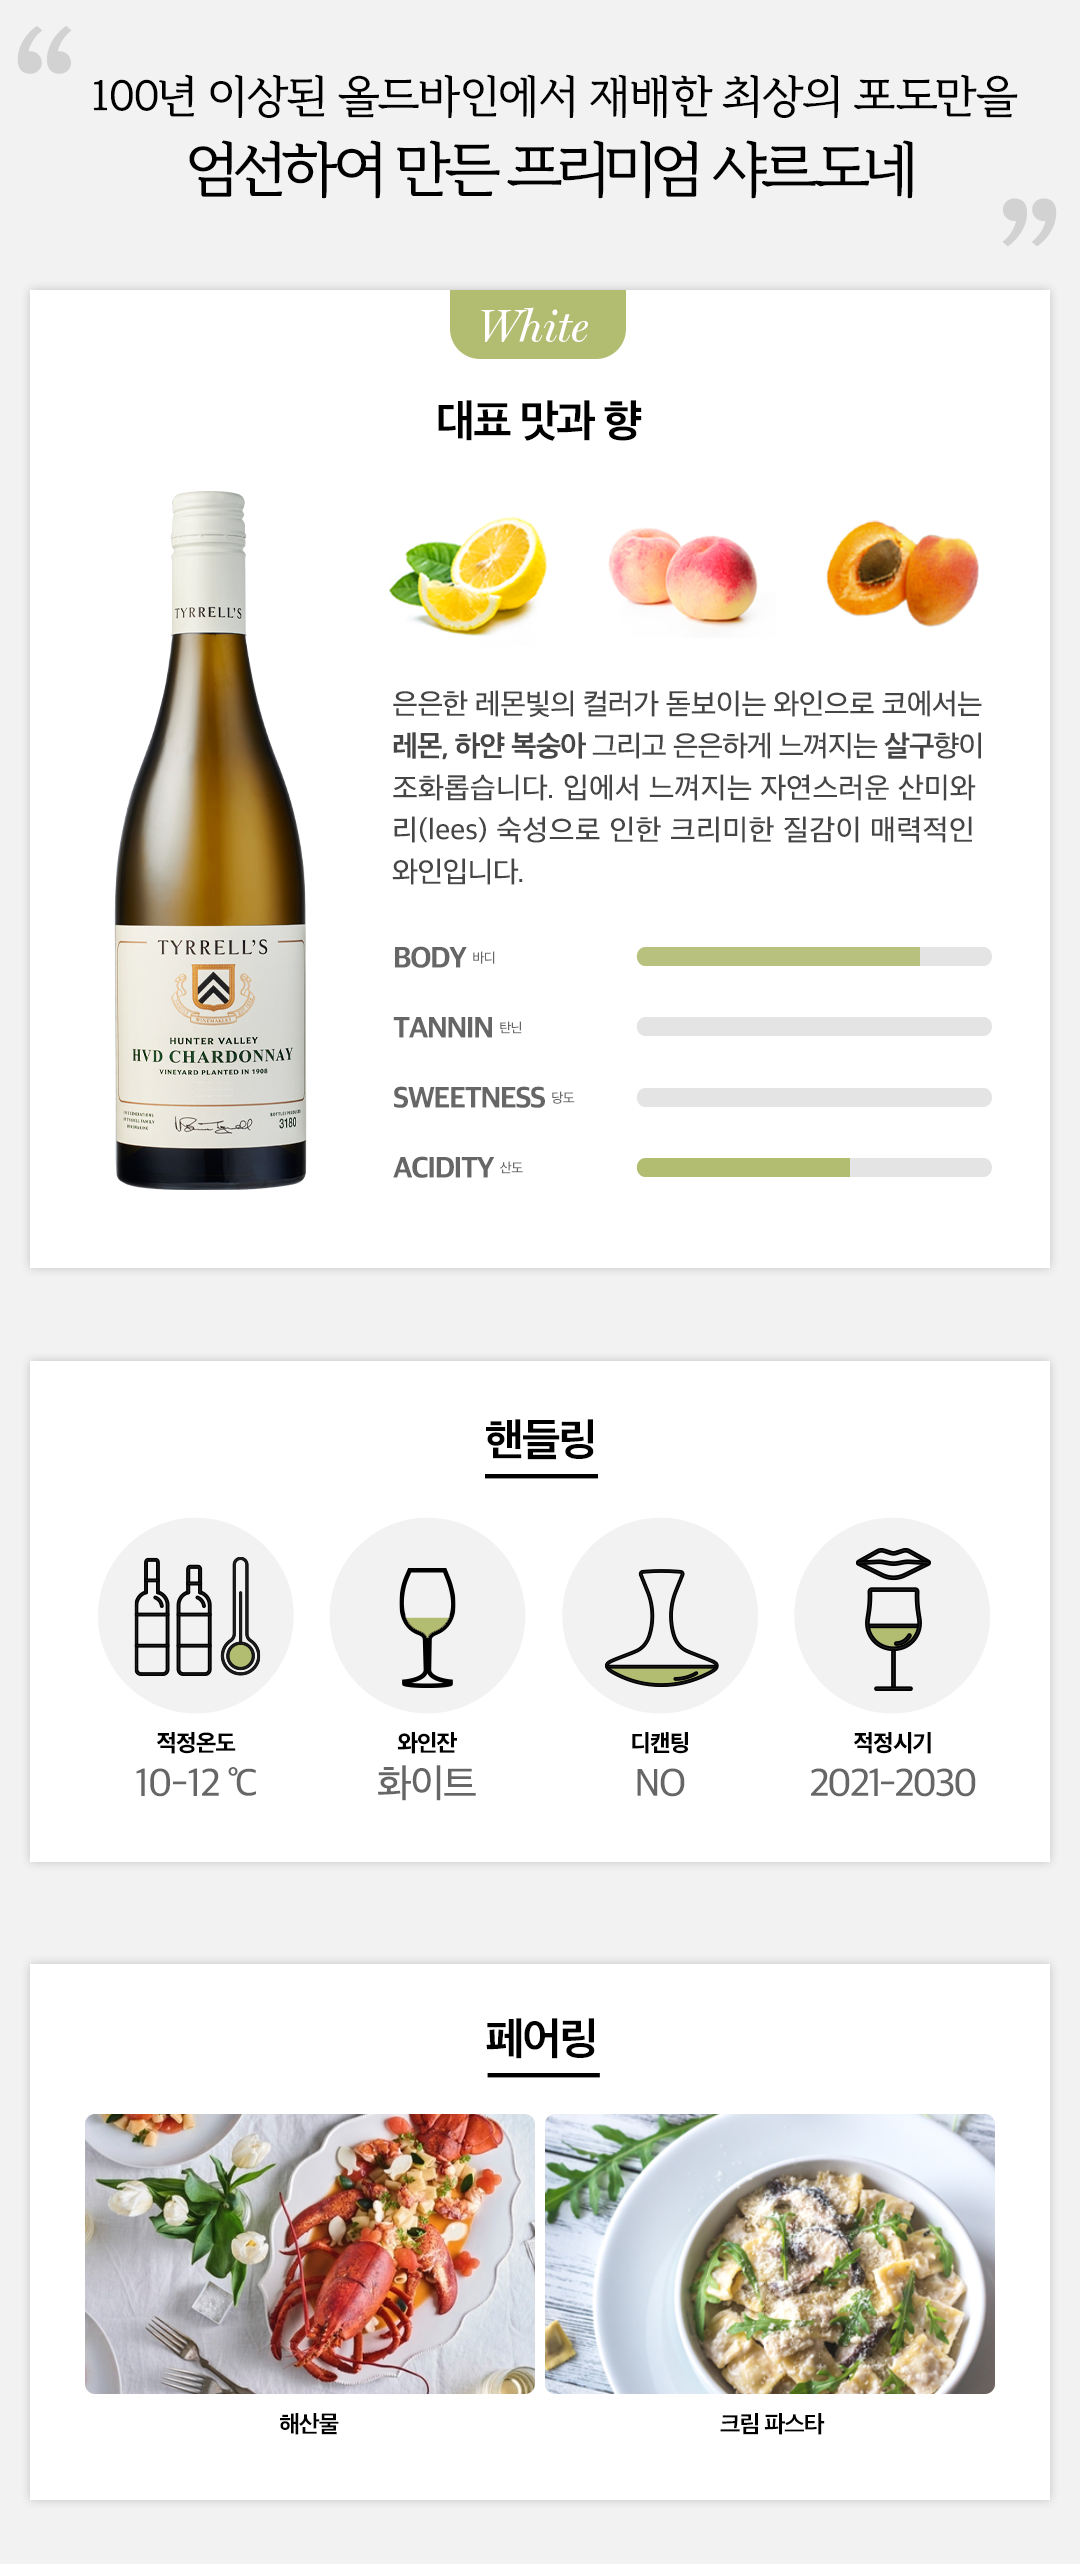 “
100년 이상된 올드바인에서 재배한 최상의 포도만을
엄선하여 만든 프리미엄 샤르도네
”
White
대표 맛과 향
TYRRELL'S
은은한 레몬빛의 컬러가 돋보이는 와인으로 코에서는
레몬, 하얀 복숭아 그리고 은은하게 느껴지는 살구향이
조화롭습니다. 입에서 느껴지는 자연스러운 산미와
리(lees) 숙성으로 인한 크리미한 질감이 매력적인
와인입니다.
TYRRELL'S
HUNTER VALLEY
HVD CHARDONNAY
VINEYARD PLANTED IN 1908
3180
BODY 바디
TANNIN 탄닌
SWEETNESS 당도
ACIDITY 산도
핸들링
적정온도
10-12 ℃
와인잔
화이트
디캔팅
NO
적정시기
2021-2030
페어링
해산물
크림 파스타